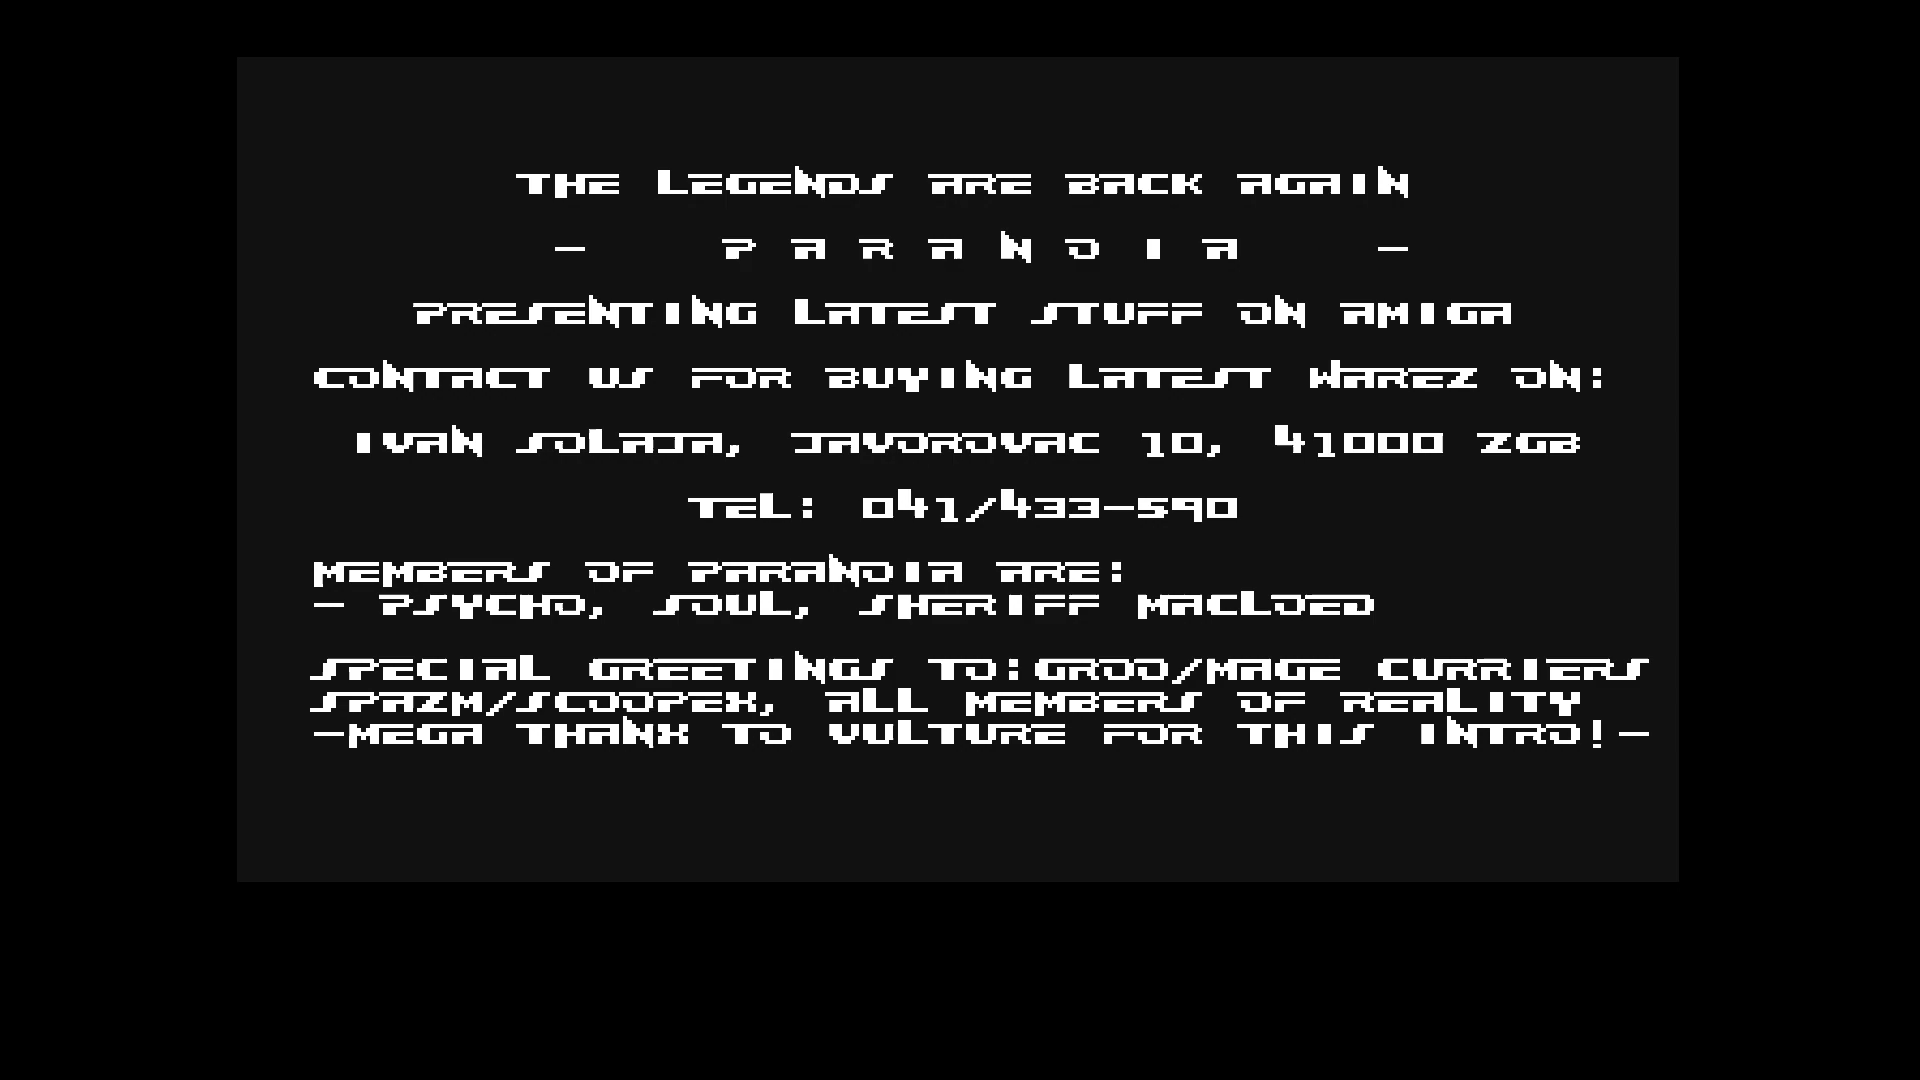 THE LEGENDS ARE BACK AGAIN
- P A R A N O I A -
PRESENTING LATEST STUFF ON AMIGA
CONTACT US FOR BUYING LATEST WAREZ ON:
IVAN SOLAJA, JAVOROVAC 10, 41000 ZGB
TEL: 041/433-590
MEMBERS OF PARANOIA ARE:
- PSYCHO, SOUL, SHERIFF MACLOED
SPECIAL GREETINGS TO:GROO/MAGE CURRIERS
SPAZM/SCOOPEX, ALL MEMBERS OF REALITY
-MEGA THANX TO VULTURE FOR THIS INTRO!-